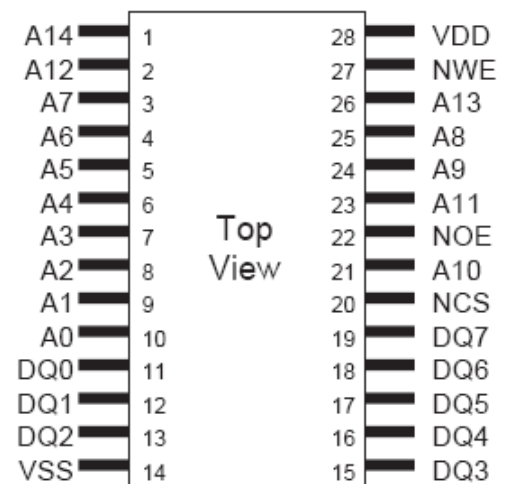 A14 1 28 VDD
A12 2 27 NWE
A7 3 26 A13
A6 4 25 A8
A5 5 24 A9
A4 6 23 A11
A3 7 Top 22 NOE
A2 8 View 21 A10
A1 9 20 NCS
A0 10 19 DQ7
DQ0 11 18 DQ6
DQ1 12 17 DQ5
DQ2 13 16 DQ4
VSS 14 15 DQ3